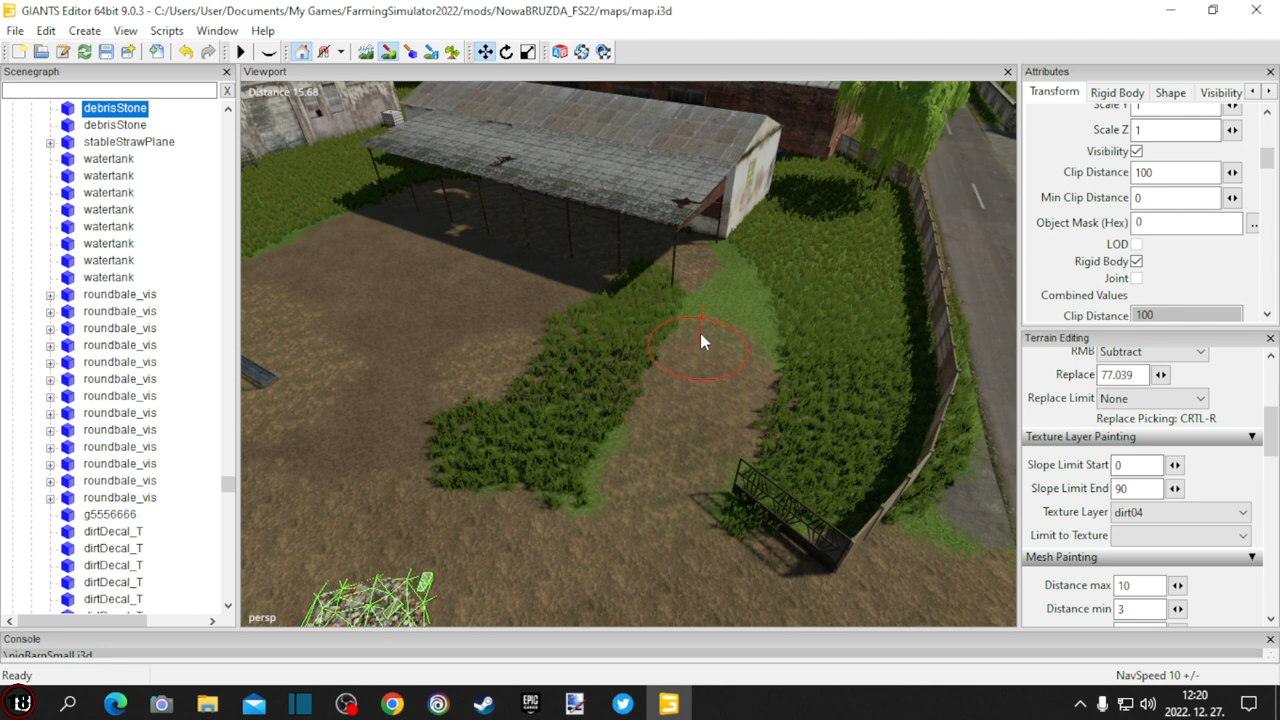 GIANTS Editor 64bit 9.0.3 - C:/Users/User/Documents/My Games/FarmingSimulator2022/mods/NowaBRUZDA_FS22/maps/map.i3d
File Edit Create View Scripts Window Help
Scenegraph
X
debrisStone
debrisStone
stableStrawPlane
watertank
watertank
watertank
watertank
watertank
watertank
watertank
watertank
roundbale_vis
roundbale_vis
roundbale_vis
roundbale_vis
roundbale_vis
roundbale_vis
roundbale_vis
roundbale_vis
roundbale_vis
roundbale_vis
roundbale_vis
roundbale_vis
roundbale_vis
g5556666
dirtDecal_T
dirtDecal_T
dirtDecal_T
dirtDecal_T
dirtDecal_T
Viewport
Distance 15.68
persp
Attributes
Transform Rigid Body Shape Visibility
Scale Y 1
Scale Z 1
Visibility
Clip Distance 100
Min Clip Distance 0
Object Mask (Hex) 0
LOD
Rigid Body
Joint
Combined Values
Clip Distance 100
Terrain Editing
RMB Subtract
Replace 77.039
Replace Limit None
Replace Picking: CRTL-R
Texture Layer Painting
Slope Limit Start 0
Slope Limit End 90
Texture Layer dirt04
Limit to Texture
Mesh Painting
Distance max 10
Distance min 3
Console
\pigBarnSmall.i3d
Ready
NavSpeed 10 +/-
EPIC GAMES
12:20
2022. 12. 27.